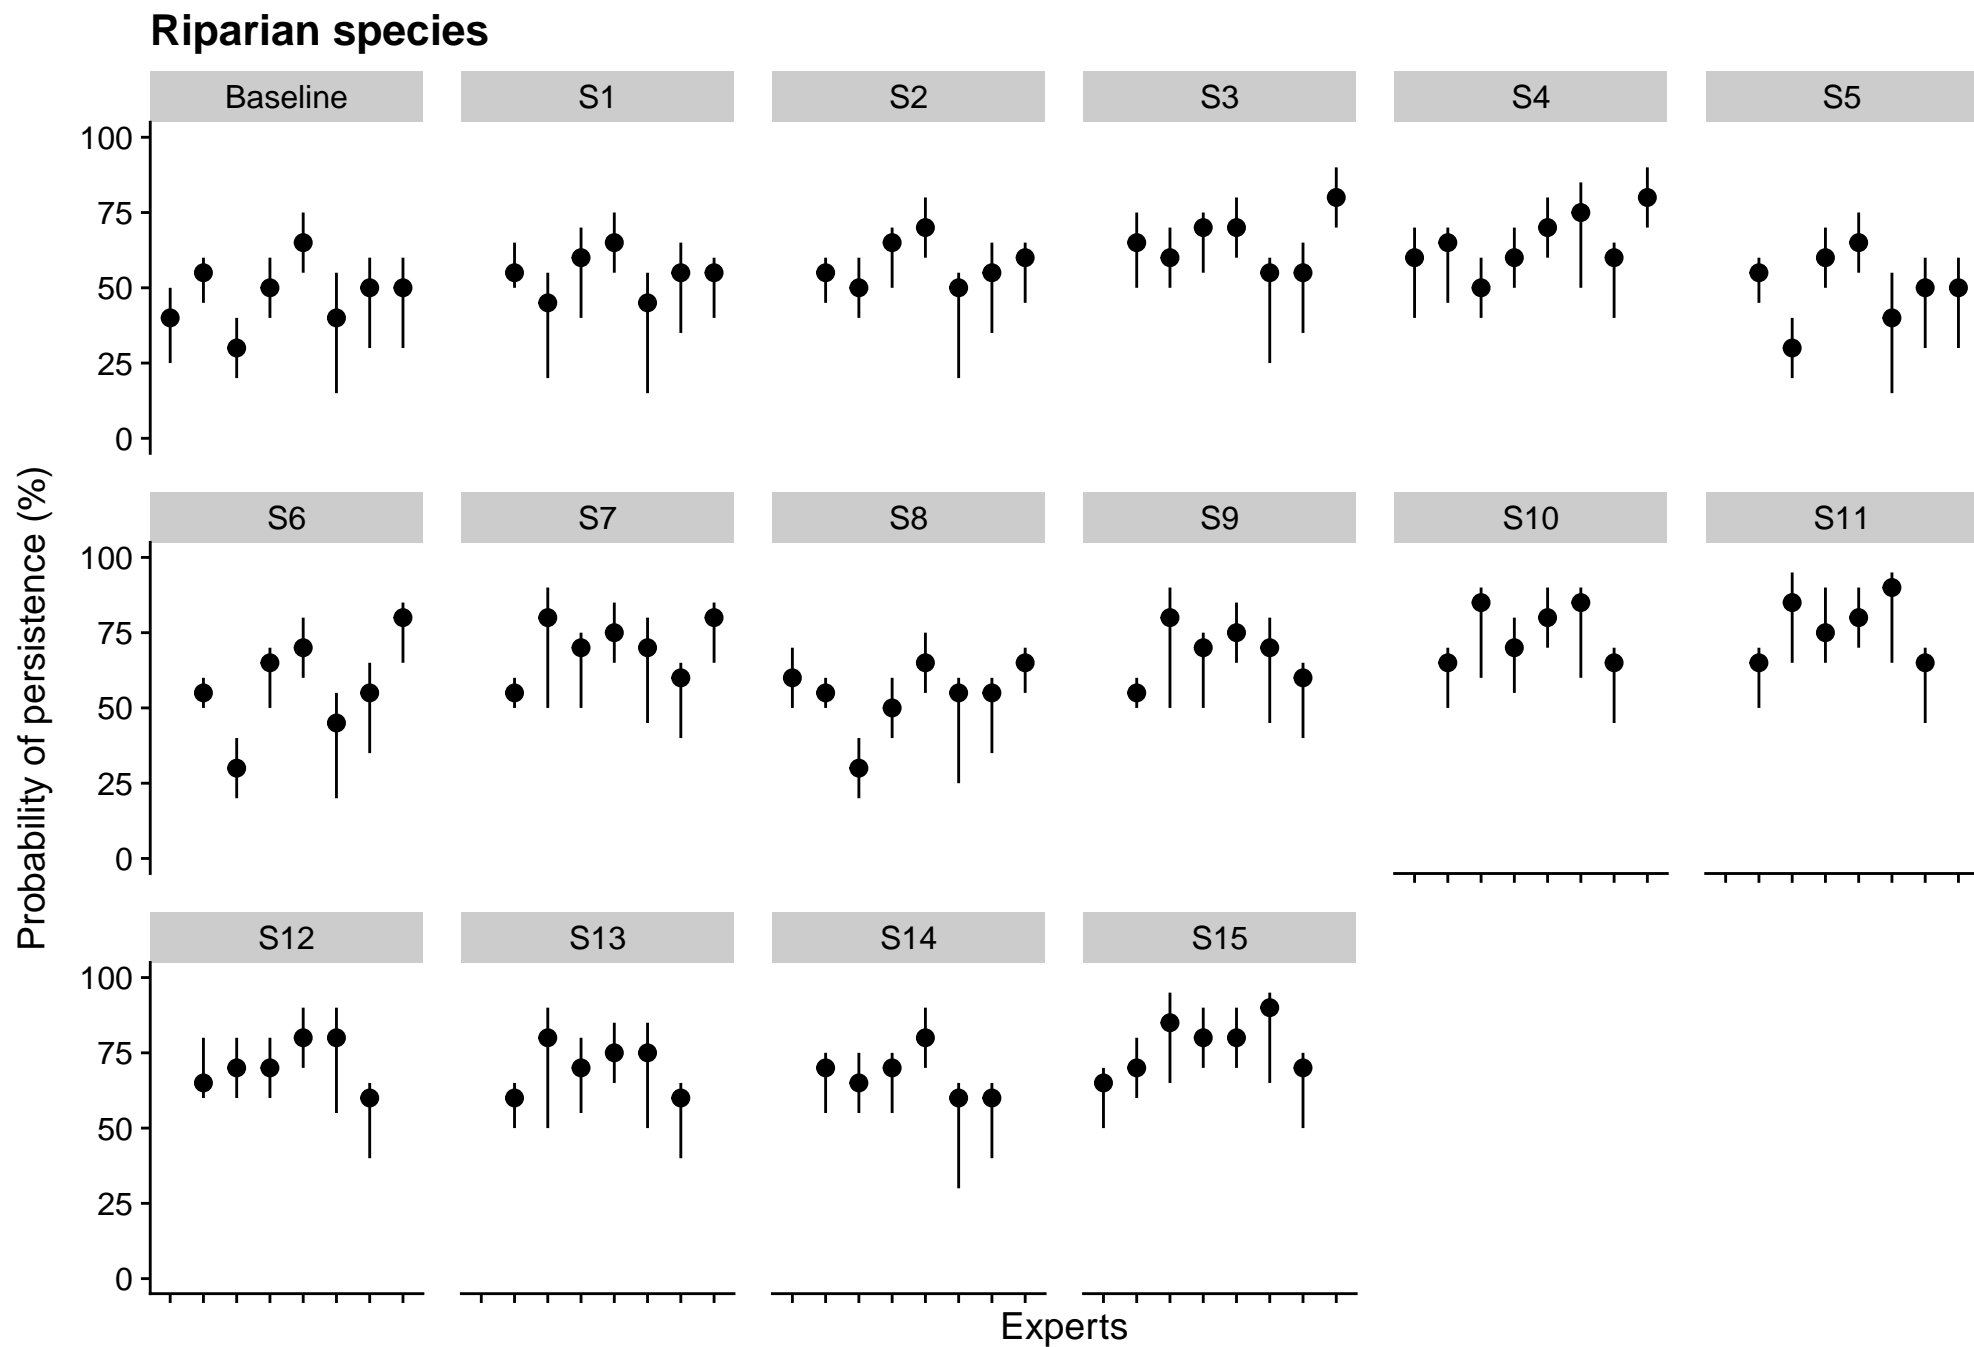 Riparian species
Baseline S1 S2 S3 S4 S5
100
75
50
25
0
S6 S7 S8 S9 S10 S11
100
75
50
25
0
S12 S13 S14 S15
100
75
50
25
0
Probability of persistence (%)
Experts